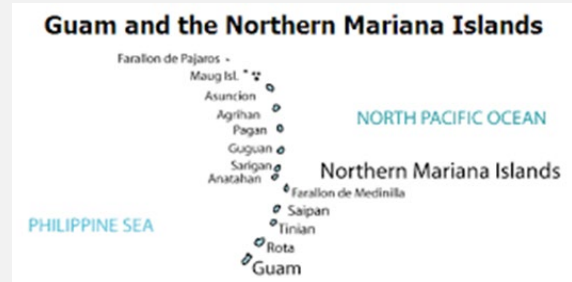 Guam and the Northern Mariana Islands
Farallon de Pajaros
Maug Isl.
Asuncion
Agrihan
NORTH PACIFIC OCEAN
Pagan
Guguan
Sarigan
Northern Mariana Islands
Anatahan
Farallon de Medinilla
Saipan
PHILIPPINE SEA
Tinian
Rota
Guam